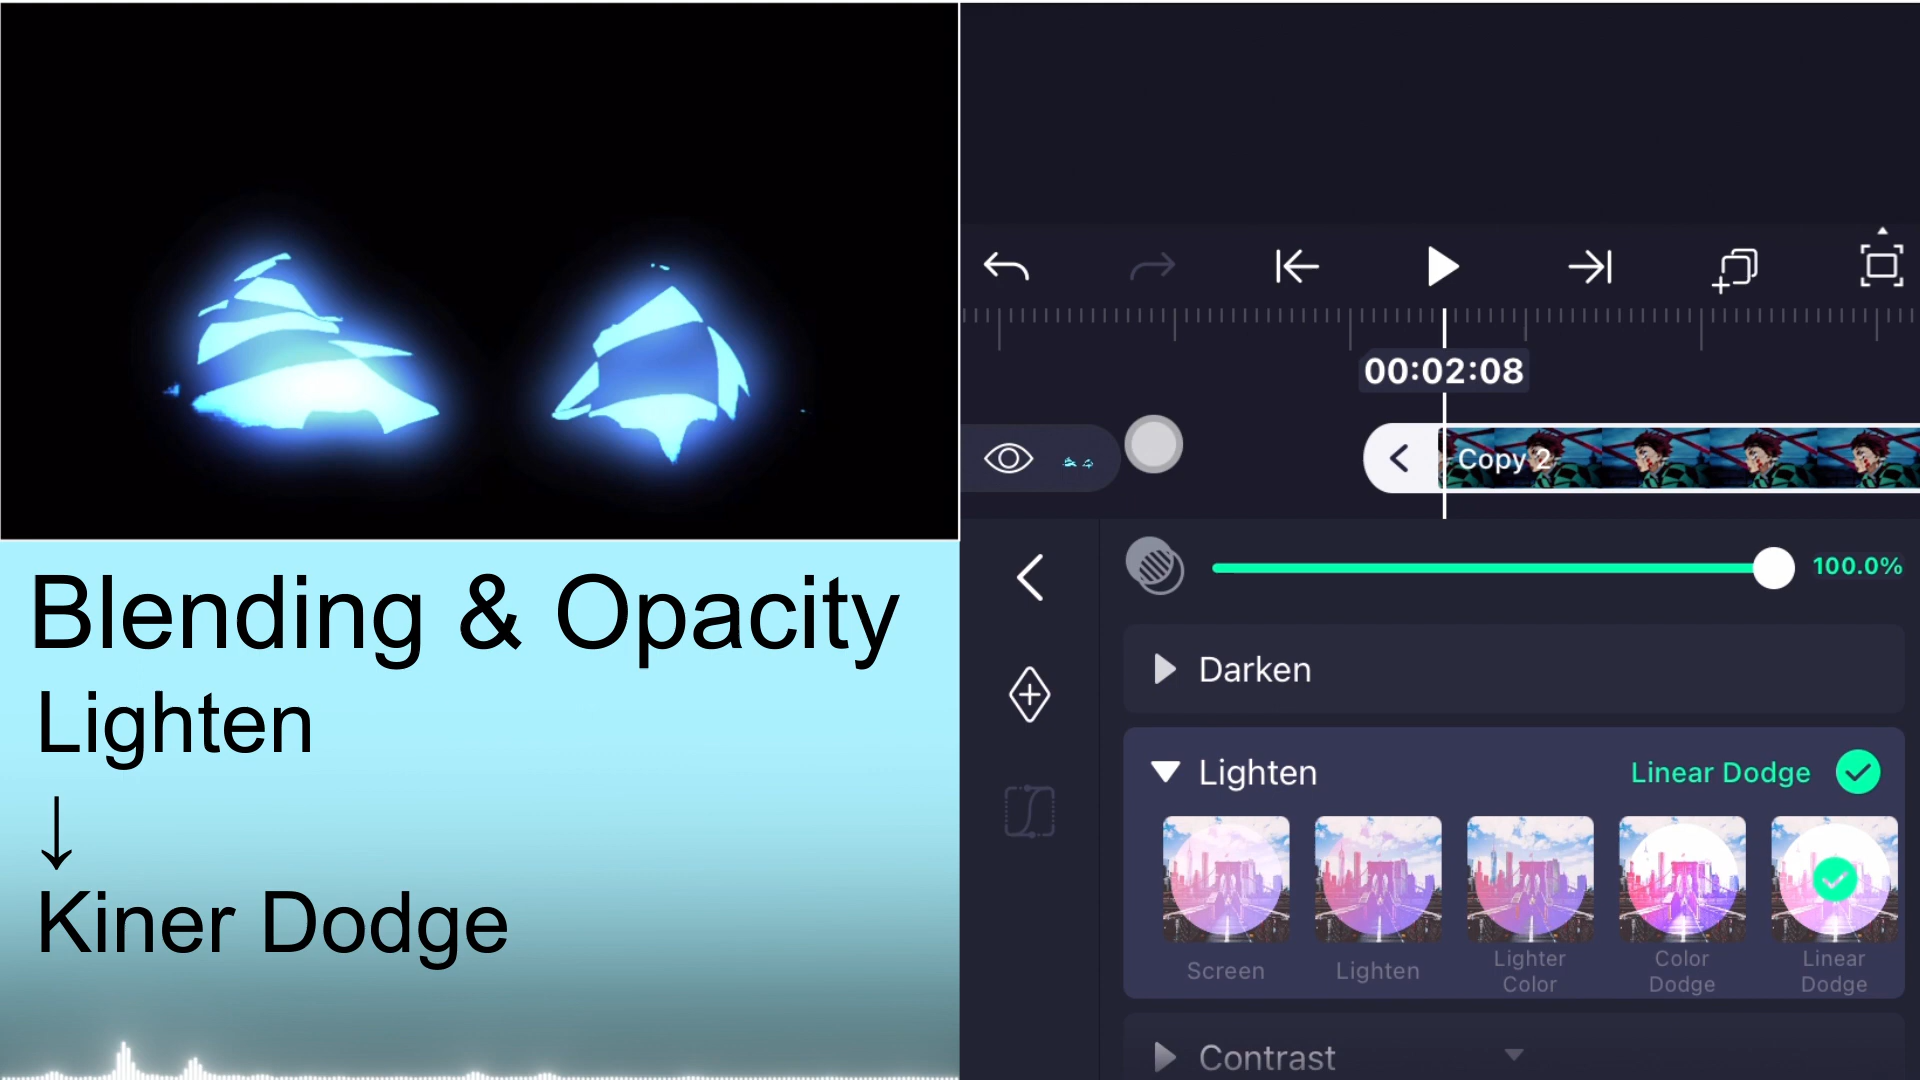 Blending & Opacity
Lighten
↓
Kiner Dodge
00:02:08
Copy 2
100.0%
Darken
Lighten
Linear Dodge
Screen
Lighten
Lighter
Color
Color
Dodge
Linear
Dodge
Contrast